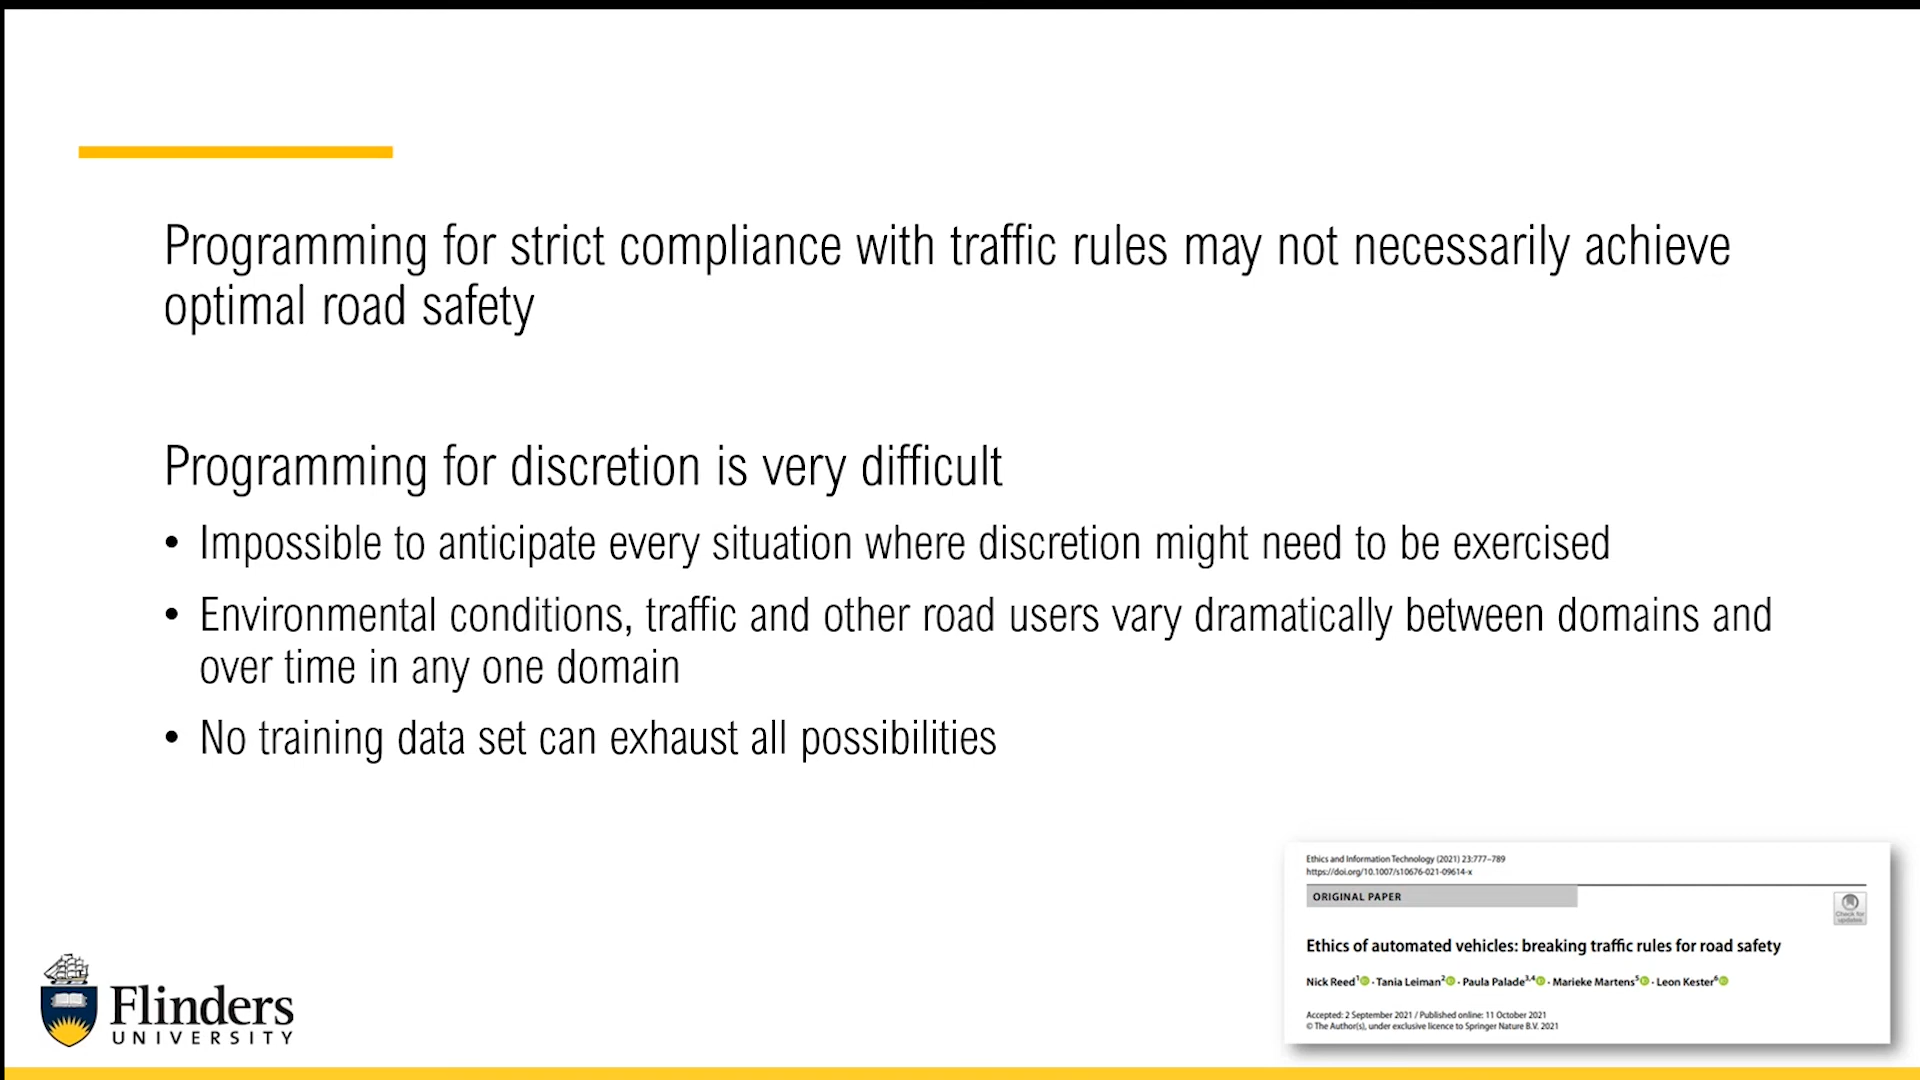 Programming for strict compliance with traffic rules may not necessarily achieve
optimal road safety
Programming for discretion is very difficult
• Impossible to anticipate every situation where discretion might need to be exercised
• Environmental conditions, traffic and other road users vary dramatically between domains and
over time in any one domain
• No training data set can exhaust all possibilities
Ethics and Information Technology (2021) 23:777–789
https://doi.org/10.1007/s10676-021-09614-x
ORIGINAL PAPER
Check for
updates
Ethics of automated vehicles: breaking traffic rules for road safety
Nick Reed1 · Tania Leiman2 · Paula Palade3,4 · Marieke Martens5 · Leon Kester6
Accepted: 2 September 2021 / Published online: 11 October 2021
© The Author(s), under exclusive licence to Springer Nature B.V. 2021
Flinders
UNIVERSITY